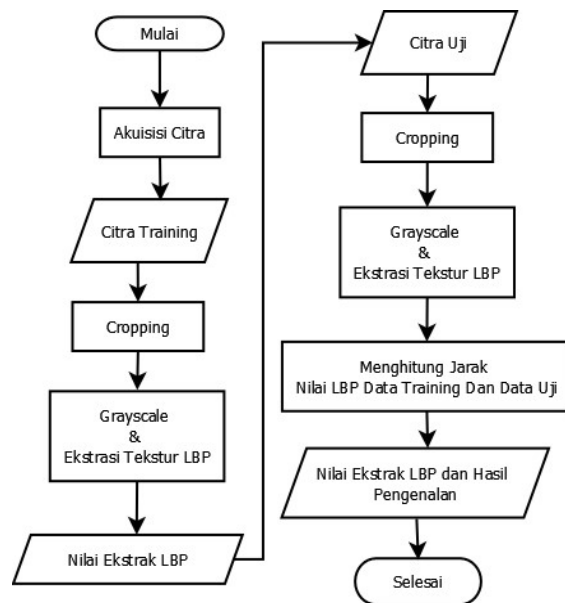 Mulai
Akuisisi Citra
Citra Training
Cropping
Grayscale
&
Ekstrasi Tekstur LBP
Nilai Ekstrak LBP
Citra Uji
Cropping
Grayscale
&
Ekstrasi Tekstur LBP
Menghitung Jarak
Nilai LBP Data Training Dan Data Uji
Nilai Ekstrak LBP dan Hasil
Pengenalan
Selesai